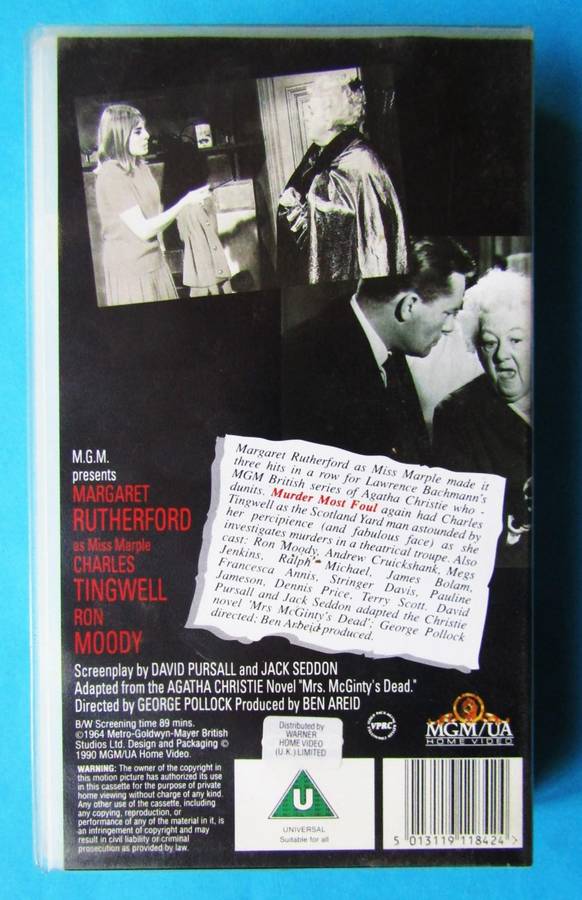 M.G.M.
presents
MARGARET
RUTHERFORD
as Miss Marple
CHARLES
TINGWELL
RON
MOODY
Margaret Rutherford as Miss Marple made it
three hits in a row for Lawrence Bachmann's
MGM British series of Agatha Christie who -
dunits. Murder Most Foul again had Charles
Tingwell as the Scotland Yard man astounded by
her percipience (and fabulous face) as she
investigates murders in a theatrical troupe. Also
cast: Ron Moody, Andrew Cruickshank, Megs
Jenkins, Ralph Michael, James Bolam,
Francesca Annis, Stringer Davis, Pauline
Jameson, Dennis Price, Terry Scott. David
Pursall and Jack Seddon adapted the Christie
novel 'Mrs McGinty's Dead'; George Pollock
directed; Ben Arbeid produced.
Screenplay by DAVID PURSALL and JACK SEDDON
Adapted from the AGATHA CHRISTIE Novel "Mrs. McGinty's Dead."
Directed by GEORGE POLLOCK Produced by BEN AREID
B/W Screening time 89 mins.
©1964 Metro-Goldwyn-Mayer British
Studios Ltd. Design and Packaging ©
1990 MGM/UA Home Video.
WARNING: The owner of the copyright in
this motion picture has authorized its use
in this cassette for the purpose of private
home viewing without charge of any kind.
Any other use of the cassette, including
any copying, reproduction, or
performance of any of the material in it, is
an infringement of copyright and may
result in civil liability or criminal
prosecution as provided by law.
Distributed by
WARNER
HOME VIDEO
(U.K.) LIMITED
VPRC
MGM/UA
HOME VIDEO
U
UNIVERSAL
Suitable for all
5 013119 118424 >